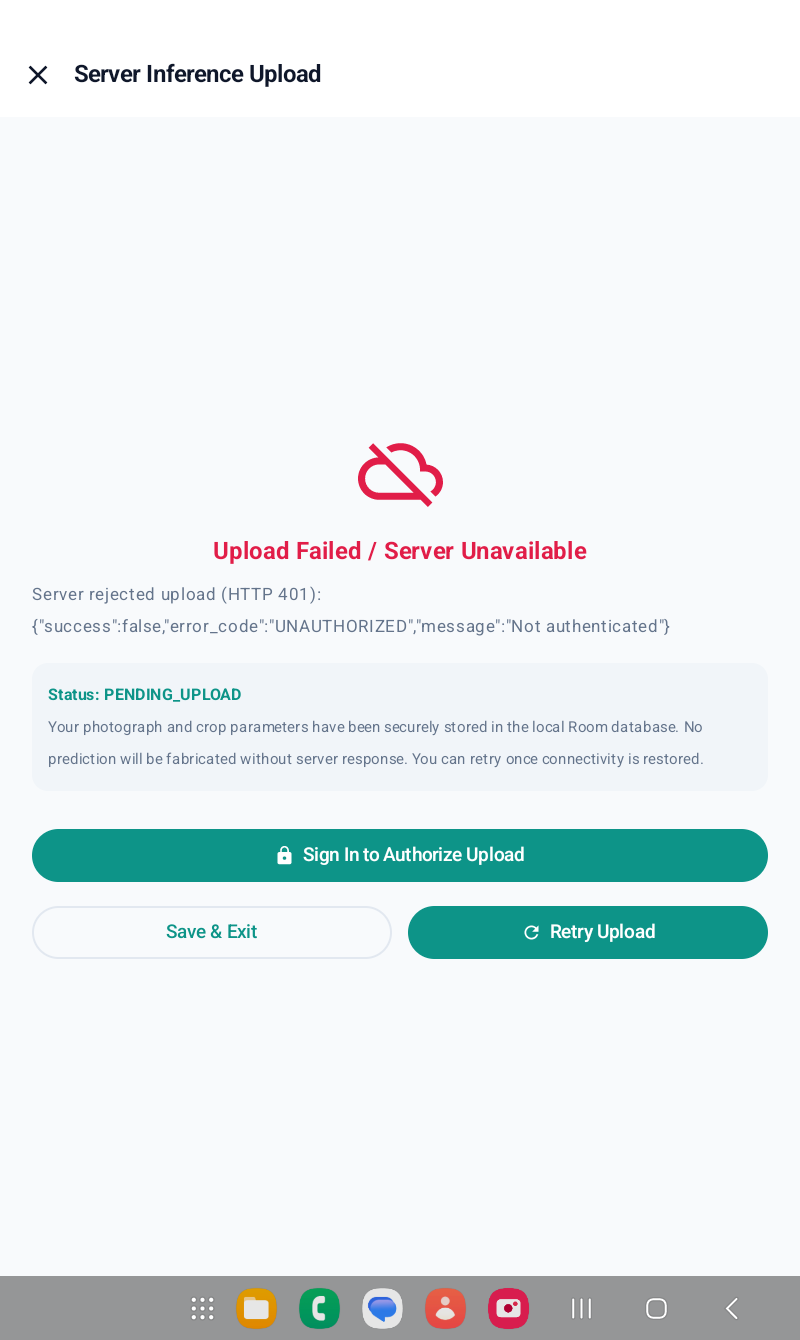 Server Inference Upload
Upload Failed / Server Unavailable
Server rejected upload (HTTP 401):
{"success":false,"error_code":"UNAUTHORIZED","message":"Not authenticated"}
Status: PENDING_UPLOAD
Your photograph and crop parameters have been securely stored in the local Room database. No
prediction will be fabricated without server response. You can retry once connectivity is restored.
Sign In to Authorize Upload
Save & Exit
Retry Upload